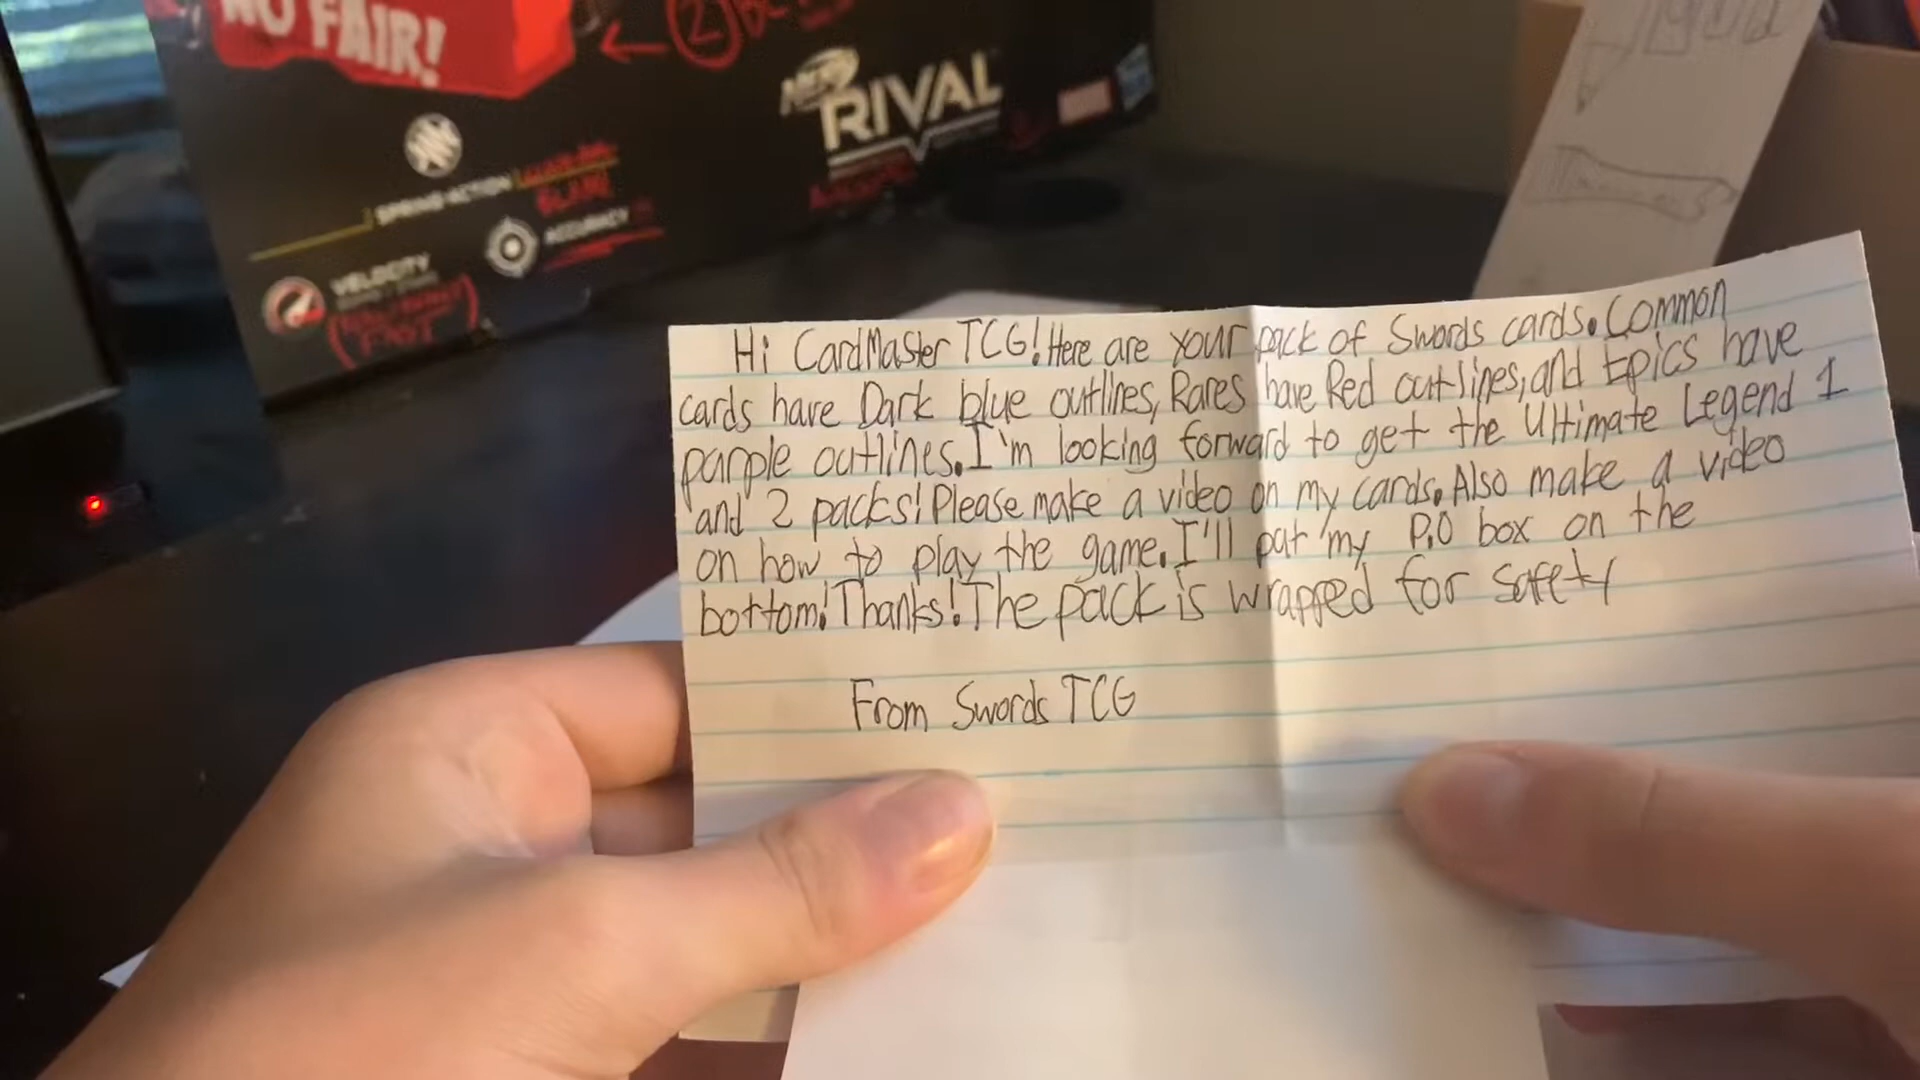 NO FAIR!
2
NERF
RIVAL
SPRING-ACTION
VELOCITY
ACCURACY
Hi CardMaster TCG! Here are your pack of Swords cards. Common
cards have Dark blue outlines, Rares have Red outlines, and Epics have
parple outlines. I'm looking forward to get the Ultimate Legend 1
and 2 packs! Please make a video on my cards. Also make a video
on how to play the game. I'll put my P.O box on the
bottom! Thanks! The pack is wrapped for safety
From Swords TCG